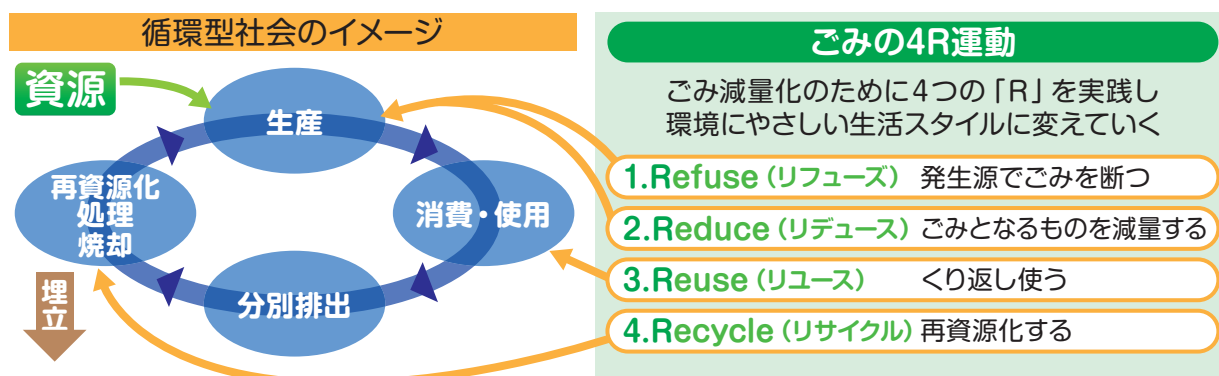 循環型社会のイメージ
資源
生産
再資源化
処理
焼却
消費・使用
分別排出
埋立
ごみの4R運動
ごみ減量化のために4つの「R」を実践し
環境にやさしい生活スタイルに変えていく
1.Refuse(リフューズ) 発生源でごみを断つ
2.Reduce(リデュース) ごみとなるものを減量する
3.Reuse(リユース) くり返し使う
4.Recycle(リサイクル) 再資源化する